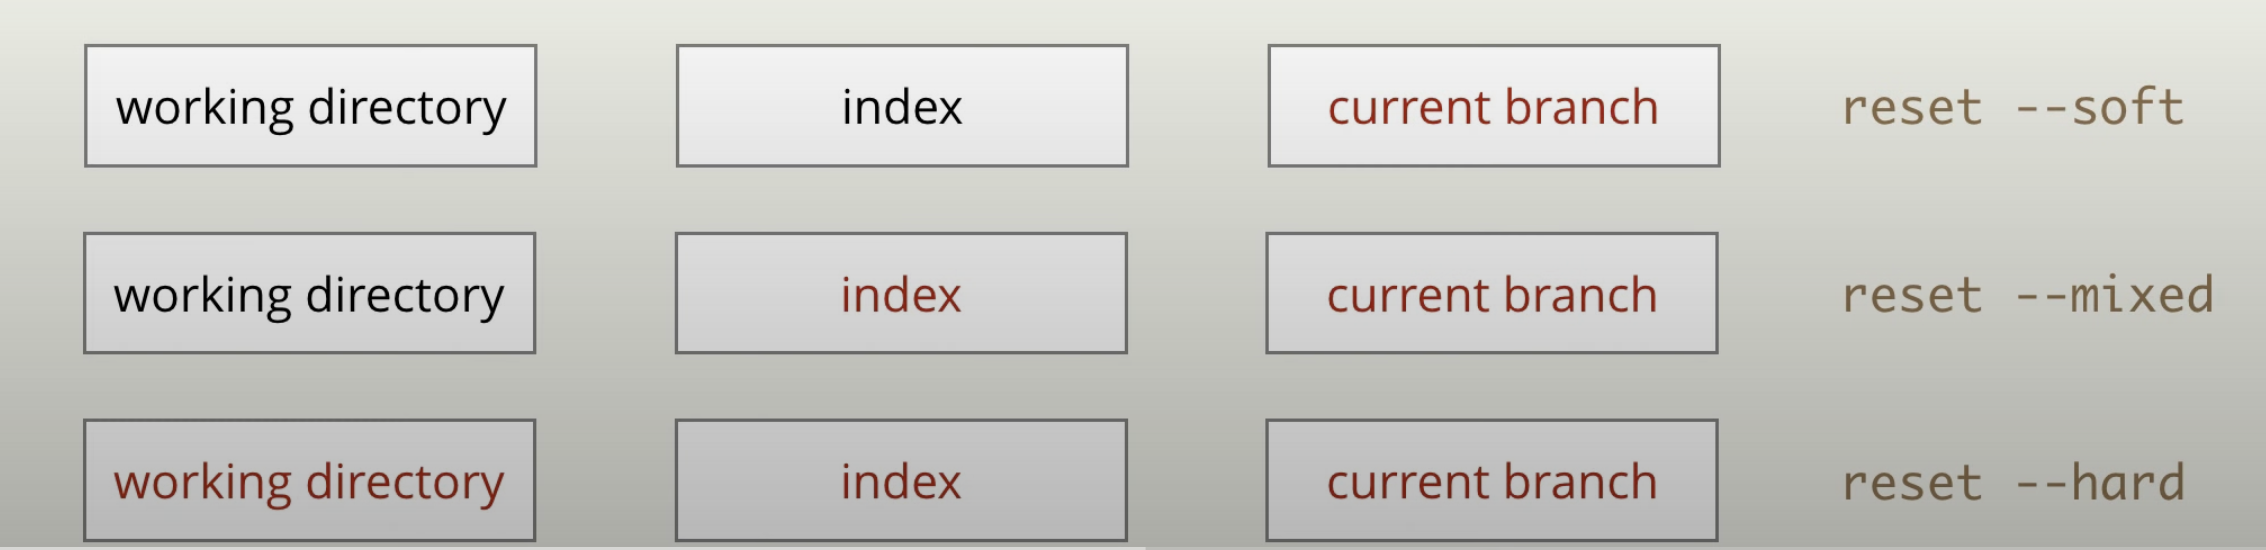 working directory index current branch reset --soft
working directory index current branch reset --mixed
working directory index current branch reset --hard